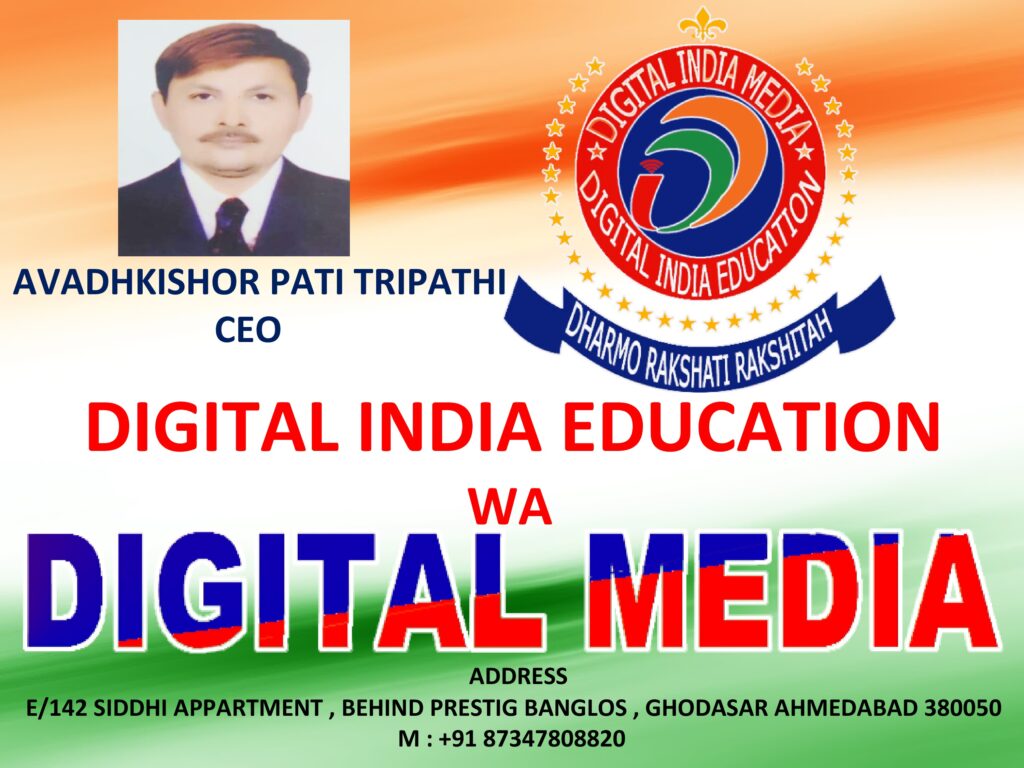 DIGITAL INDIA MEDIA
DIGITAL INDIA EDUCATION
DHARMO RAKSHATI RAKSHITAH
AVADHKISHOR PATI TRIPATHI
CEO
DIGITAL INDIA EDUCATION
WA
DIGITAL MEDIA
ADDRESS
E/142 SIDDHI APPARTMENT , BEHIND PRESTIG BANGLOS , GHODASAR AHMEDABAD 380050
M : +91 87347808820